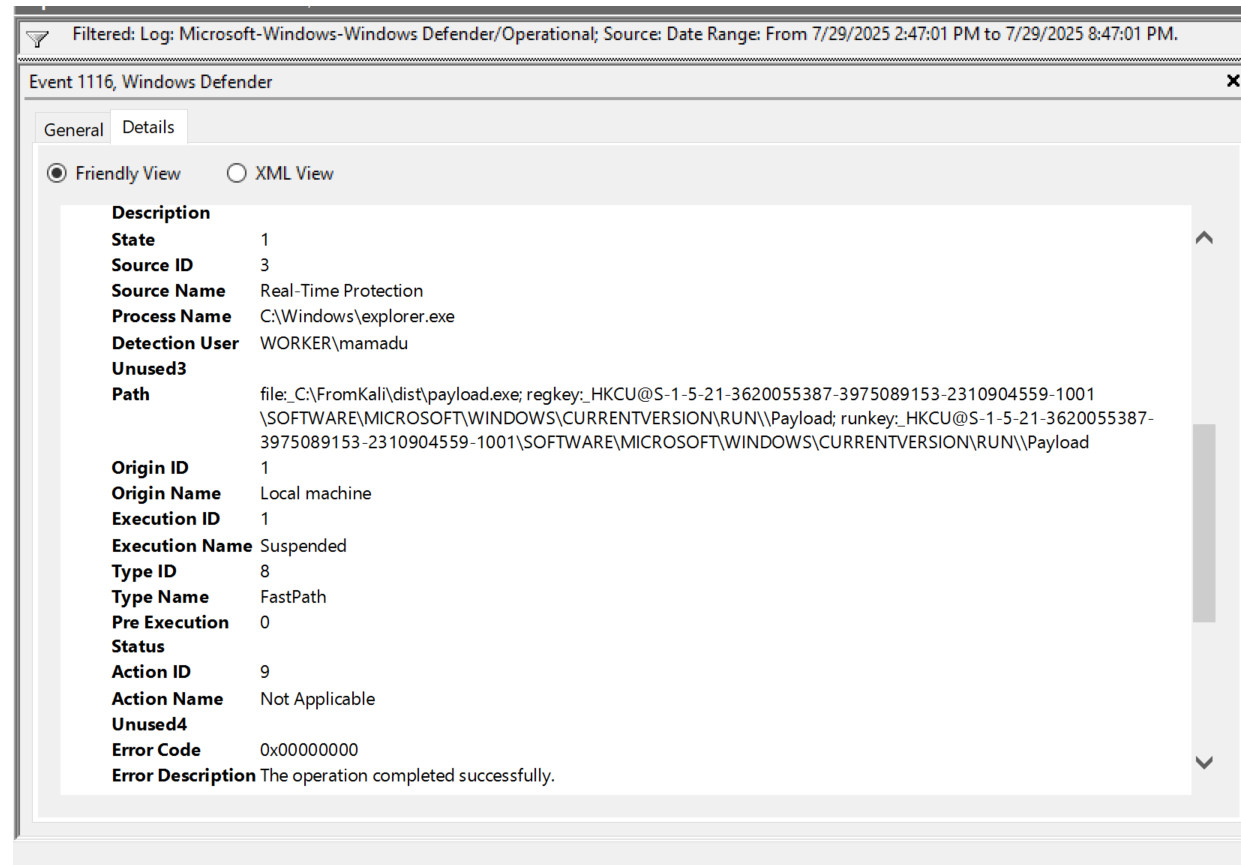 Filtered: Log: Microsoft-Windows-Windows Defender/Operational; Source: Date Range: From 7/29/2025 2:47:01 PM to 7/29/2025 8:47:01 PM.
Event 1116, Windows Defender
General Details
Friendly View XML View
Description
State 1
Source ID 3
Source Name Real-Time Protection
Process Name C:\Windows\explorer.exe
Detection User WORKER\mamadu
Unused3
Path file:_C:\FromKali\dist\payload.exe; regkey:_HKCU@S-1-5-21-3620055387-3975089153-2310904559-1001
\SOFTWARE\MICROSOFT\WINDOWS\CURRENTVERSION\RUN\\Payload; runkey:_HKCU@S-1-5-21-3620055387-
3975089153-2310904559-1001\SOFTWARE\MICROSOFT\WINDOWS\CURRENTVERSION\RUN\\Payload
Origin ID 1
Origin Name Local machine
Execution ID 1
Execution Name Suspended
Type ID 8
Type Name FastPath
Pre Execution 0
Status
Action ID 9
Action Name Not Applicable
Unused4
Error Code 0x00000000
Error Description The operation completed successfully.